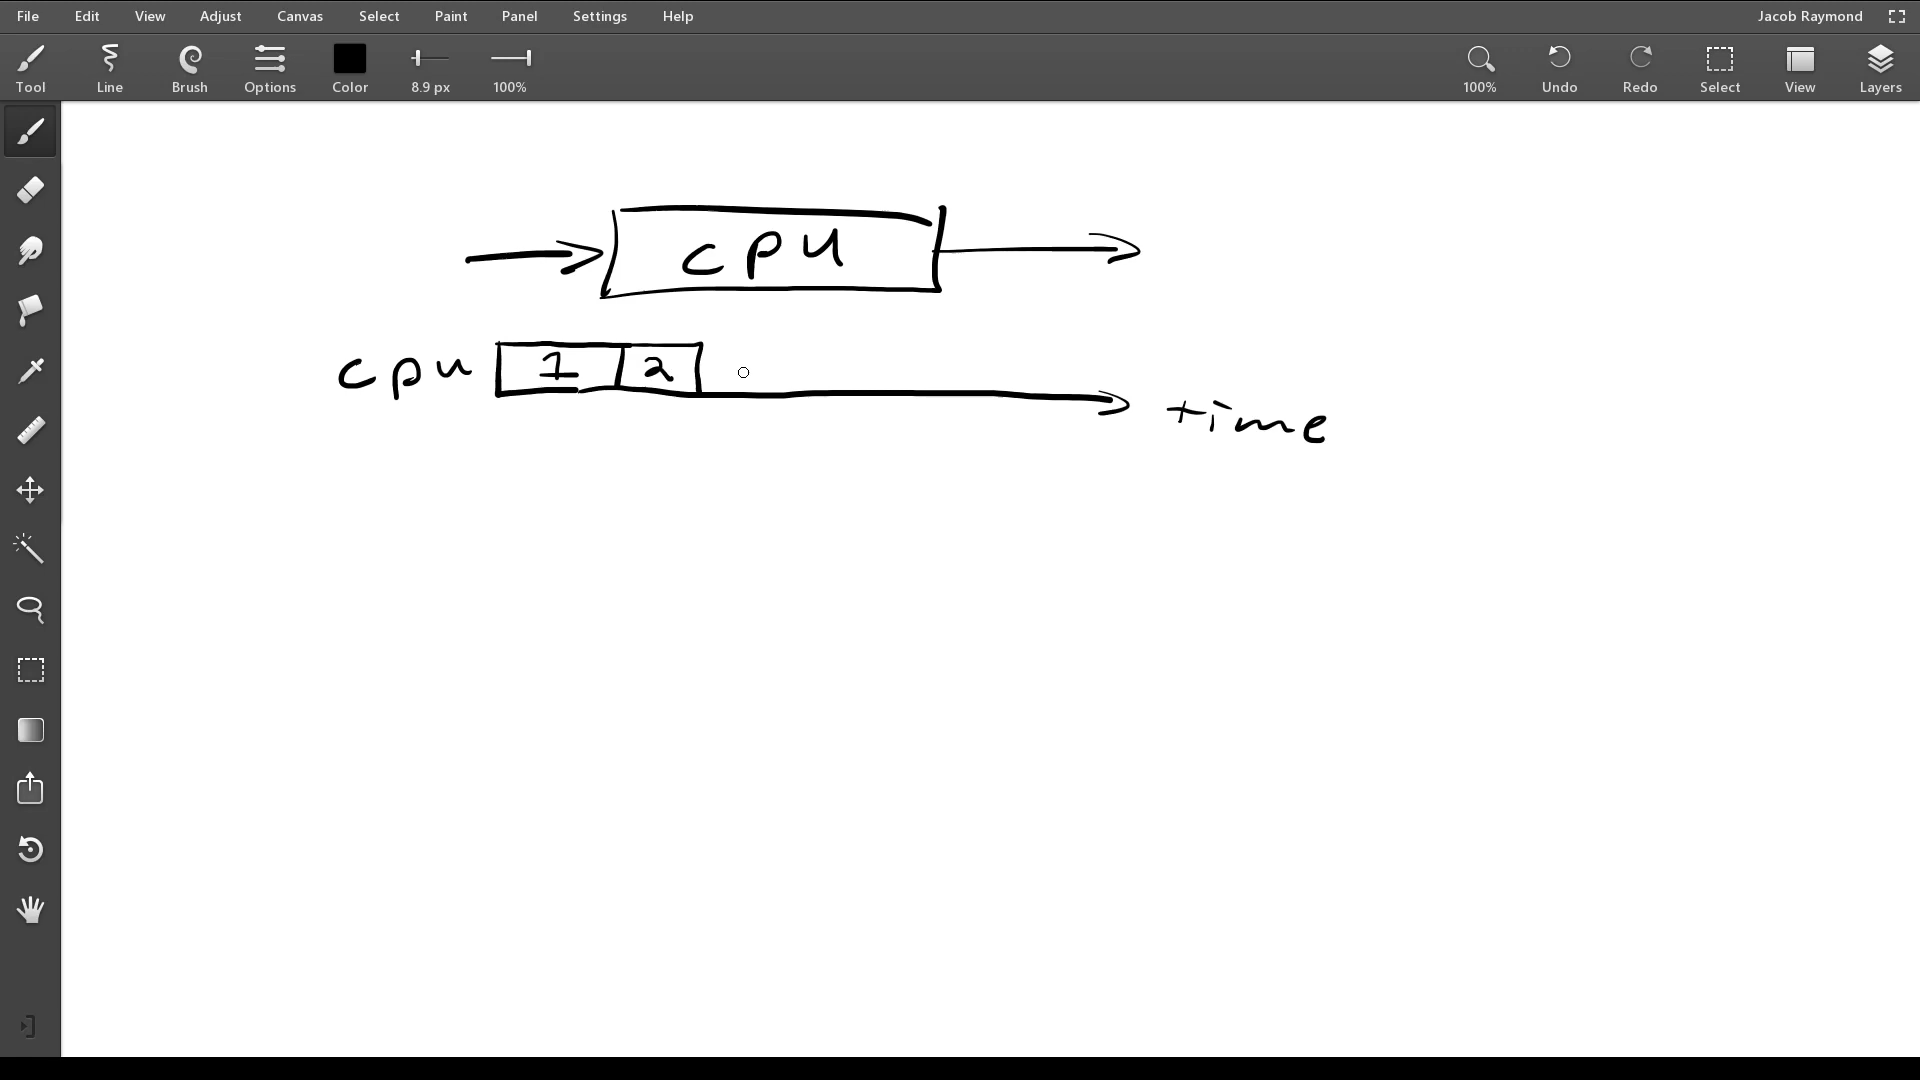 File Edit View Adjust Canvas Select Paint Panel Settings Help Jacob Raymond
Tool Line Brush Options Color 8.9 px 100% 100% Undo Redo Select View Layers
cpu
cpu 1 2
time